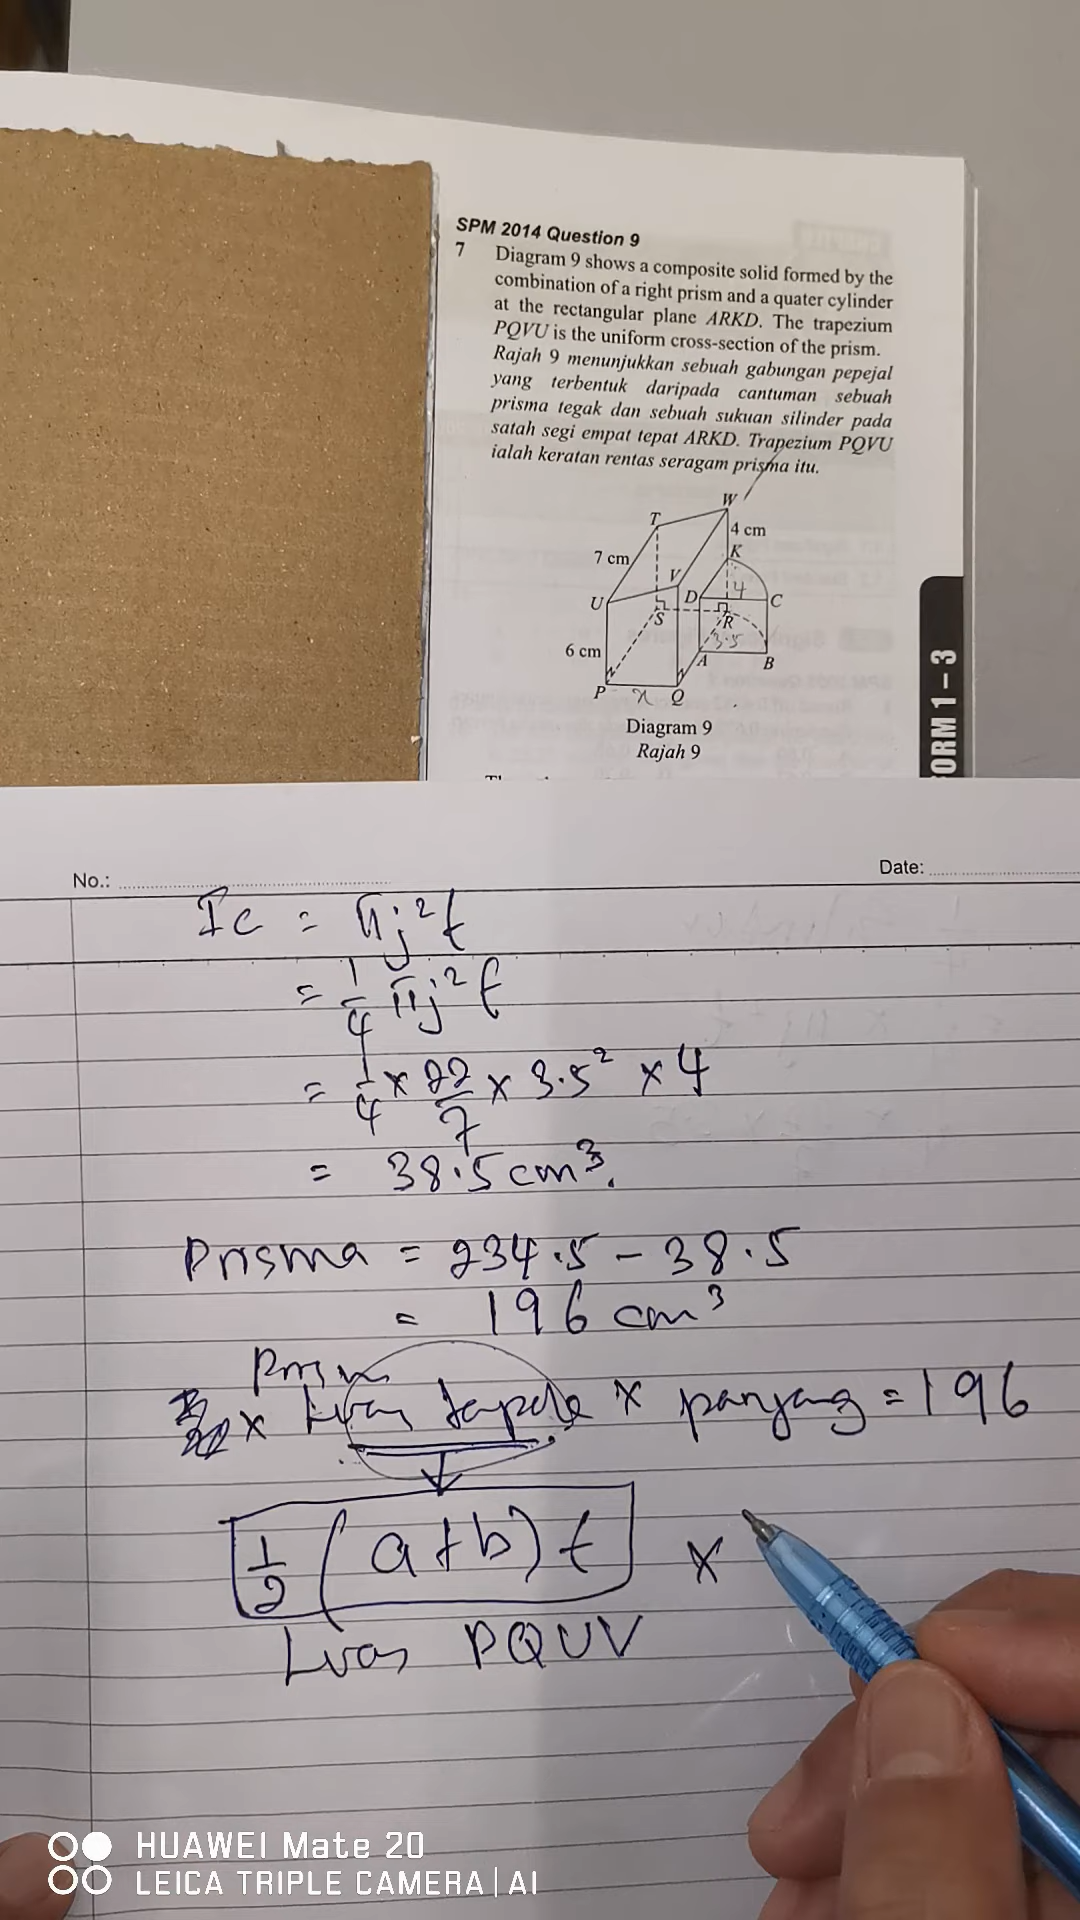 SPM 2014 Question 9
7 Diagram 9 shows a composite solid formed by the
combination of a right prism and a quater cylinder
at the rectangular plane ARKD. The trapezium
PQVU is the uniform cross-section of the prism.
Rajah 9 menunjukkan sebuah gabungan pepejal
yang terbentuk daripada cantuman sebuah
prisma tegak dan sebuah sukuan silinder pada
satah segi empat tepat ARKD. Trapezium PQVU
ialah keratan rentas seragam prisma itu.
W
T
4 cm
K
7 cm
V
D
4
C
U
S
R
6 cm
3.5
A
B
P
x
Q
Diagram 9
Rajah 9
FORM 1 – 3
No.:
Date:
= πj²t
= 1/4 πj²t
= 1/4 × 22/7 × 3.5² × 4
= 38.5 cm³.
Prisma = 234.5 – 38.5
= 196 cm³
× Luas × panjang = 196
1/2 (a+b) t ×
Luas PQUV
HUAWEI Mate 20
LEICA TRIPLE CAMERA | AI